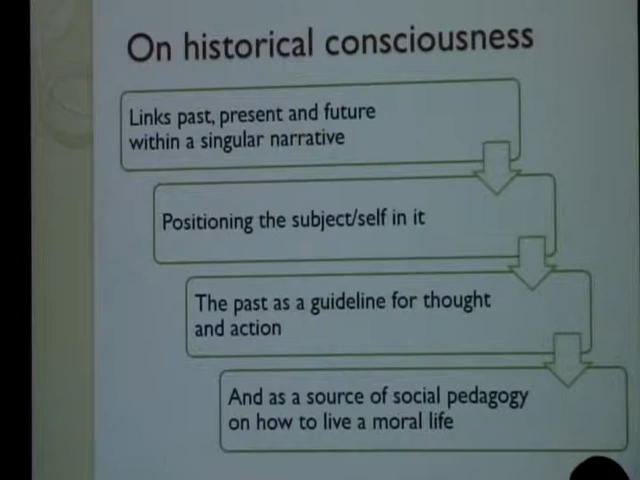 On historical consciousness
Links past, present and future
within a singular narrative
Positioning the subject/self in it
The past as a guideline for thought
and action
And as a source of social pedagogy
on how to live a moral life